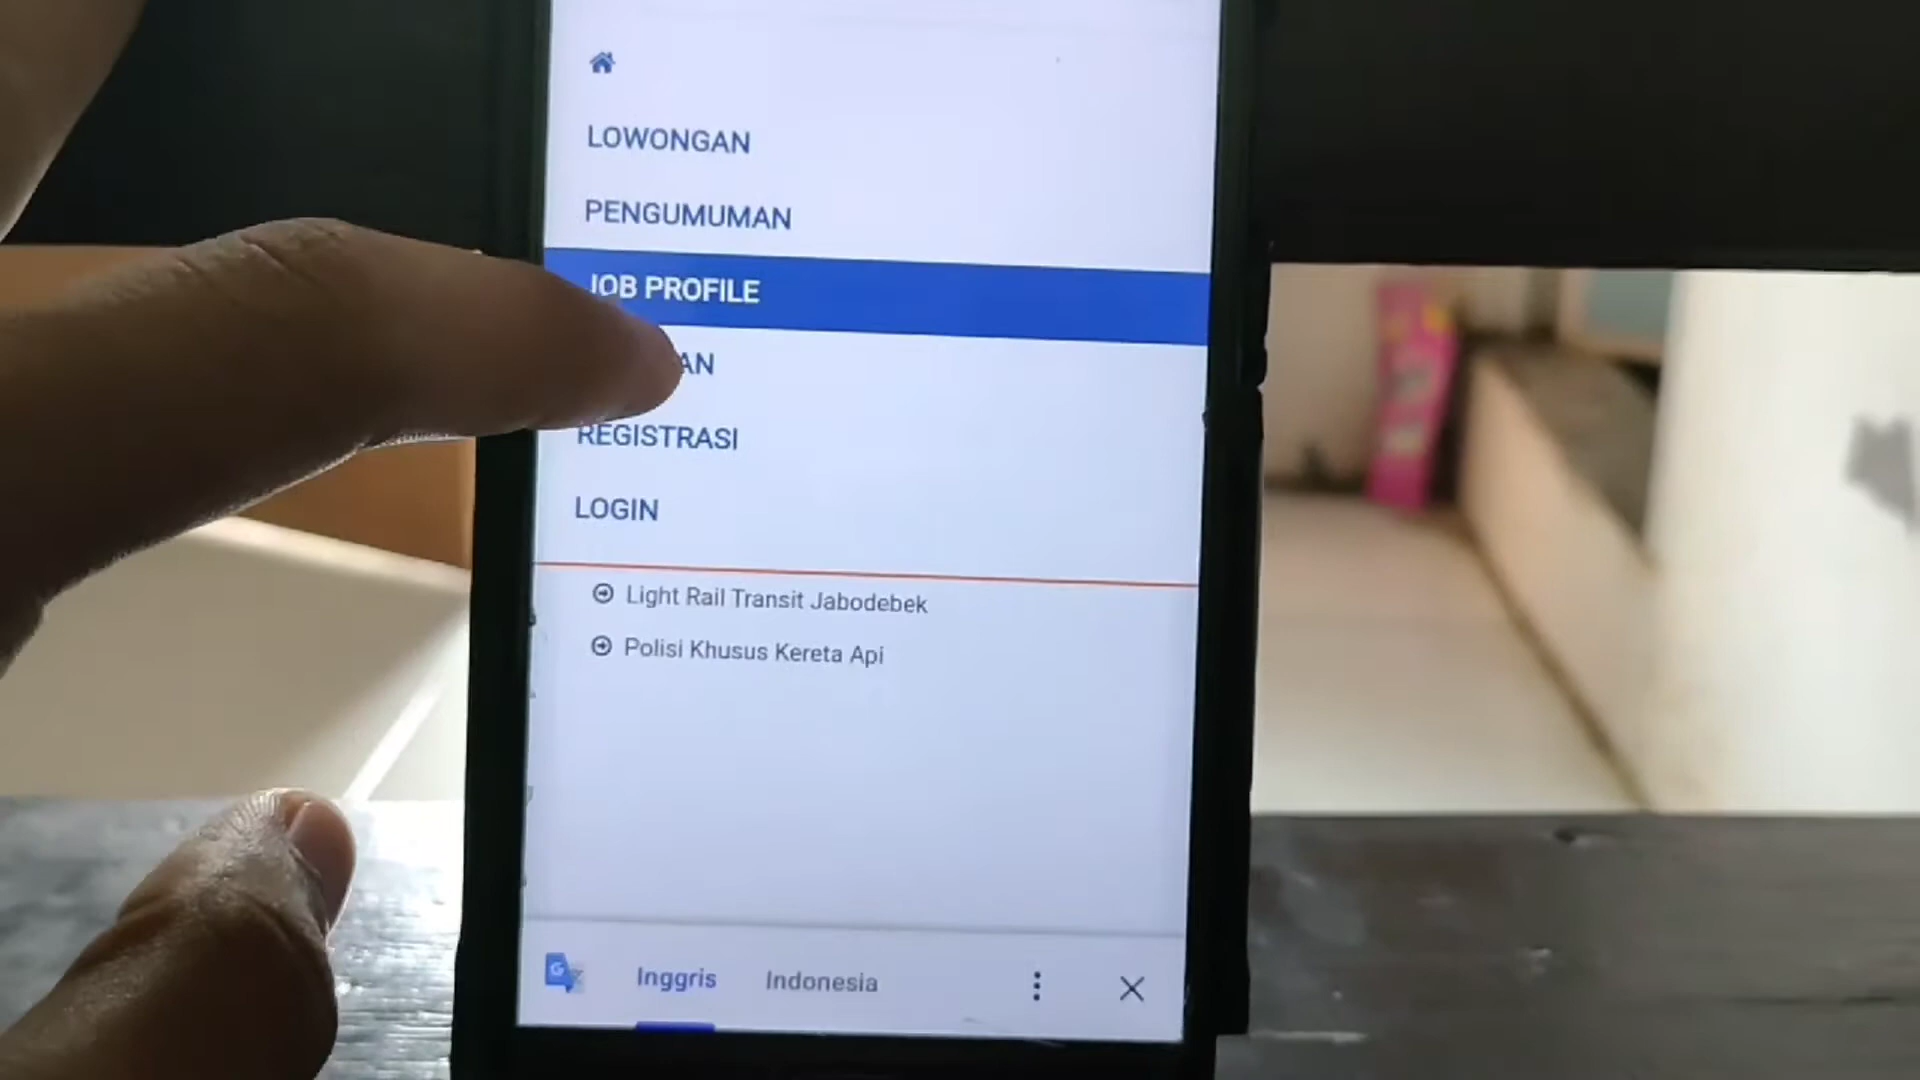 LOWONGAN
PENGUMUMAN
JOB PROFILE
REGISTRASI
LOGIN
Light Rail Transit Jabodebek
Polisi Khusus Kereta Api
Inggris Indonesia